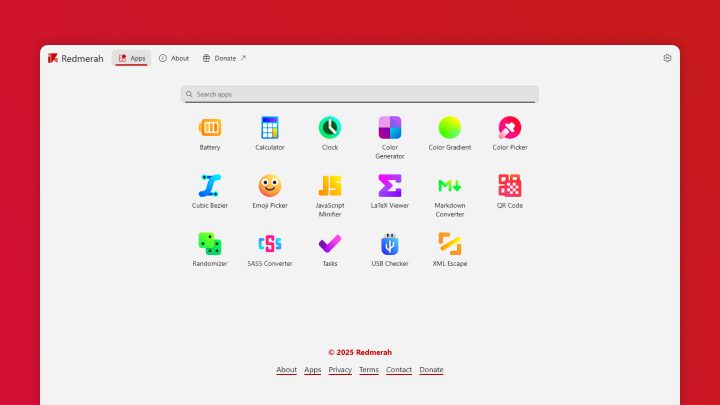 Redmerah Apps About Donate
Search apps
Battery Calculator Clock Color Generator Color Gradient Color Picker
Cubic Bezier Emoji Picker JavaScript Minifier LaTeX Viewer Markdown Converter QR Code
Randomizer SASS Converter Tasks USB Checker XML Escape
© 2025 Redmerah
About Apps Privacy Terms Contact Donate